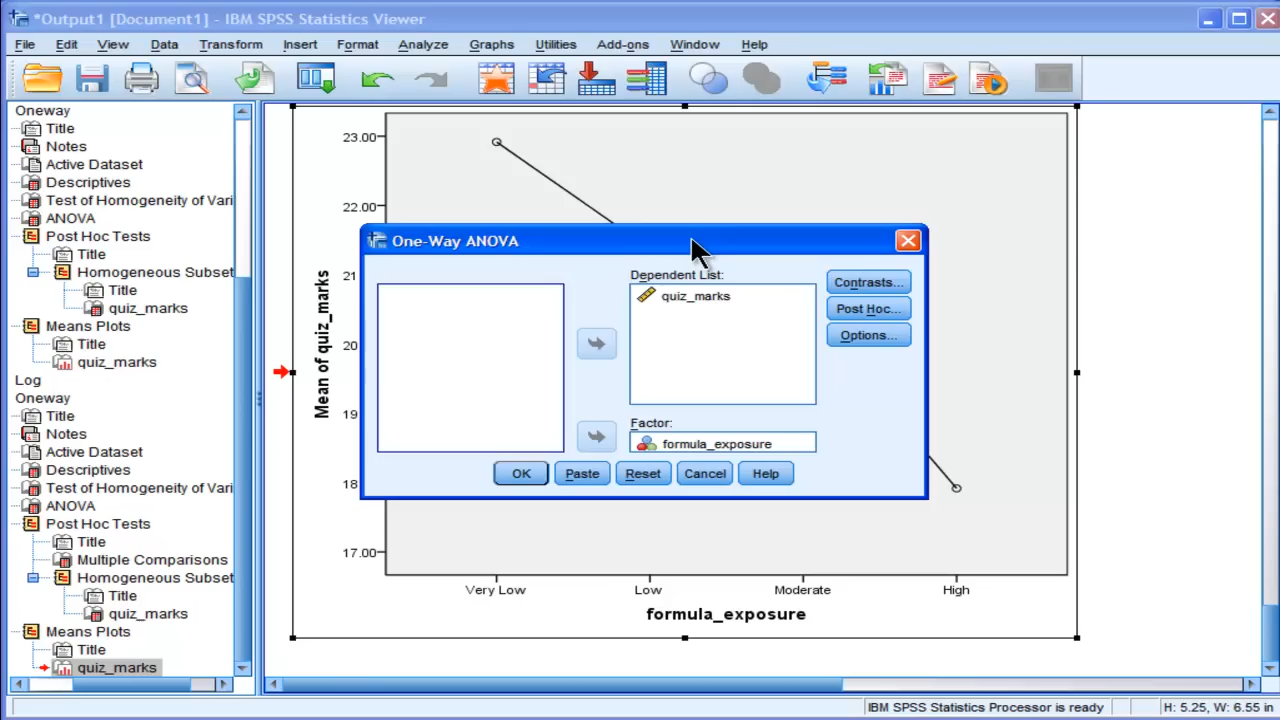 *Output1 [Document1] - IBM SPSS Statistics Viewer
File Edit View Data Transform Insert Format Analyze Graphs Utilities Add-ons Window Help
Oneway
Title
Notes
Active Dataset
Descriptives
Test of Homogeneity of Vari
ANOVA
Post Hoc Tests
Title
Homogeneous Subset
Title
quiz_marks
Means Plots
Title
quiz_marks
Log
Oneway
Title
Notes
Active Dataset
Descriptives
Test of Homogeneity of Vari
ANOVA
Post Hoc Tests
Title
Multiple Comparisons
Homogeneous Subset
Title
quiz_marks
Means Plots
Title
quiz_marks
Mean of quiz_marks
23.00
22.00
21
20
19
18
17.00
Very Low Low Moderate High
formula_exposure
One-Way ANOVA
Dependent List:
quiz_marks
Factor:
formula_exposure
Contrasts...
Post Hoc...
Options...
OK Paste Reset Cancel Help
IBM SPSS Statistics Processor is ready H: 5.25, W: 6.55 in